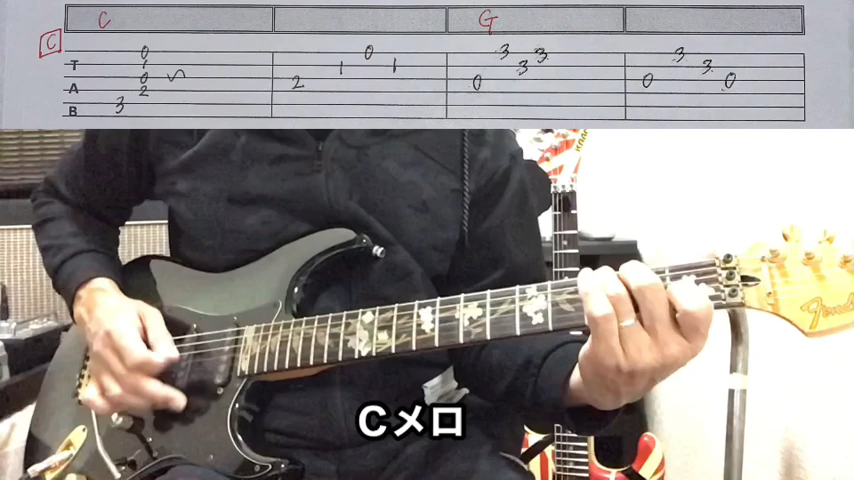 C G
C
T 0 0 3 3 3
1 1 1 3 3
A 0 2 0 0 0
2
B 3
Fender
Cメロ